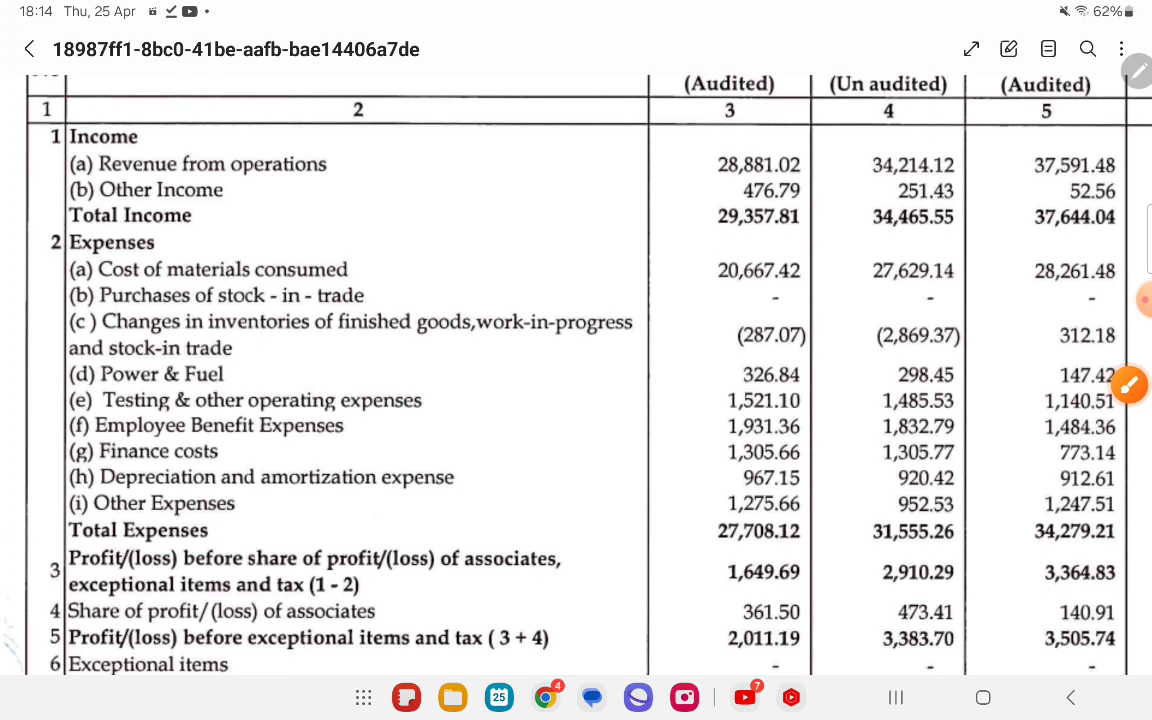 18:14 Thu, 25 Apr
62%
18987ff1-8bc0-41be-aafb-bae14406a7de
(Audited) (Un audited) (Audited)
1 2 3 4 5
1 Income
(a) Revenue from operations 28,881.02 34,214.12 37,591.48
(b) Other Income 476.79 251.43 52.56
Total Income 29,357.81 34,465.55 37,644.04
2 Expenses
(a) Cost of materials consumed 20,667.42 27,629.14 28,261.48
(b) Purchases of stock - in - trade - - -
(c ) Changes in inventories of finished goods,work-in-progress
and stock-in trade (287.07) (2,869.37) 312.18
(d) Power & Fuel 326.84 298.45 147.42
(e) Testing & other operating expenses 1,521.10 1,485.53 1,140.51
(f) Employee Benefit Expenses 1,931.36 1,832.79 1,484.36
(g) Finance costs 1,305.66 1,305.77 773.14
(h) Depreciation and amortization expense 967.15 920.42 912.61
(i) Other Expenses 1,275.66 952.53 1,247.51
Total Expenses 27,708.12 31,555.26 34,279.21
3 Profit/(loss) before share of profit/(loss) of associates,
exceptional items and tax (1 - 2) 1,649.69 2,910.29 3,364.83
4 Share of profit/(loss) of associates 361.50 473.41 140.91
5 Profit/(loss) before exceptional items and tax ( 3 + 4) 2,011.19 3,383.70 3,505.74
6 Exceptional items - - -
25 4 7